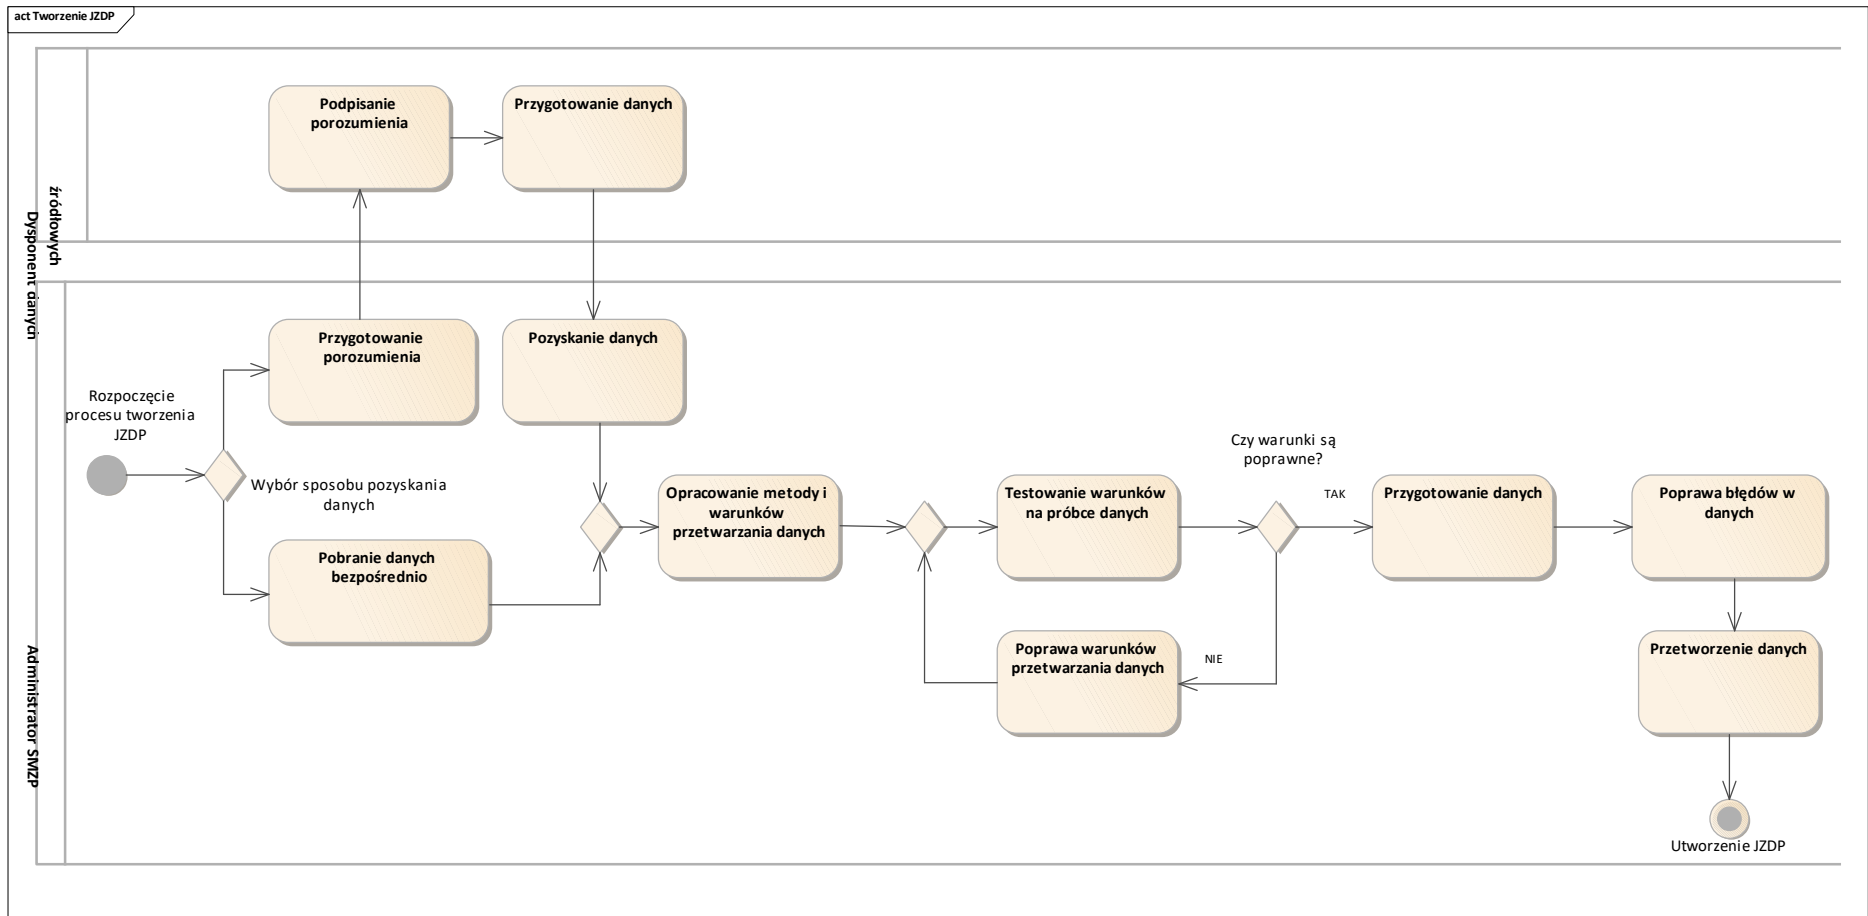 act Tworzenie JZDP
Dysponent danych
źródłowych
Podpisanie
porozumienia
Przygotowanie danych
Administrator SMZP
Przygotowanie
porozumienia
Pozyskanie danych
Rozpoczęcie
procesu tworzenia
JZDP
Wybór sposobu pozyskania
danych
Pobranie danych
bezpośrednio
Opracowanie metody i
warunków
przetwarzania danych
Testowanie warunków
na próbce danych
Czy warunki są
poprawne?
TAK
NIE
Poprawa warunków
przetwarzania danych
Przygotowanie danych
Poprawa błędów w
danych
Przetworzenie danych
Utworzenie JZDP